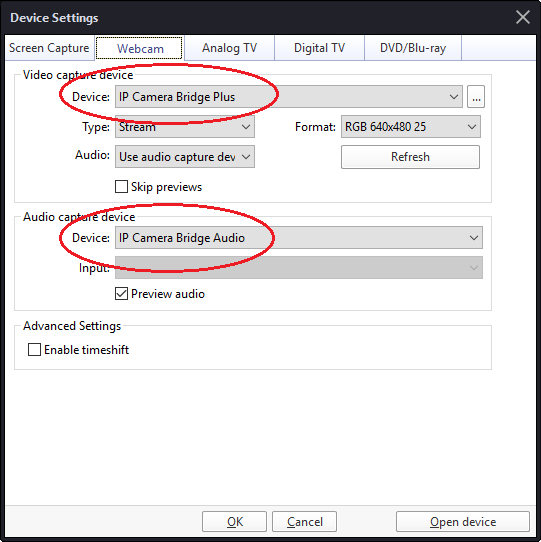 Device Settings
Screen Capture Webcam Analog TV Digital TV DVD/Blu-ray
Video capture device
Device: IP Camera Bridge Plus ...
Type: Stream Format: RGB 640x480 25
Audio: Use audio capture dev Refresh
Skip previews
Audio capture device
Device: IP Camera Bridge Audio
Input:
Preview audio
Advanced Settings
Enable timeshift
OK Cancel Open device